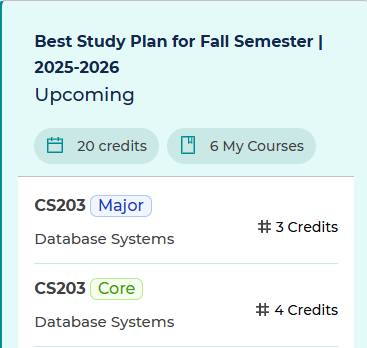 Best Study Plan for Fall Semester |
2025-2026
Upcoming
20 credits 6 My Courses
CS203 Major
# 3 Credits
Database Systems
CS203 Core
# 4 Credits
Database Systems